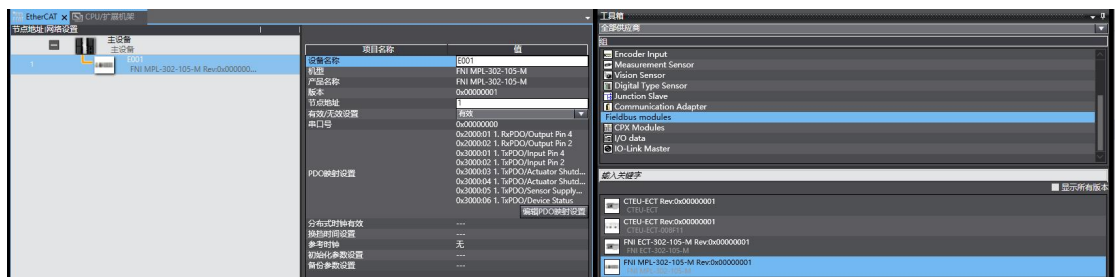 EtherCAT × CPU/扩展机架
节点地址|网络设置
主设备
主设备
1
E001
FNI MPL-302-105-M Rev:0x000000...
项目名称 值
设备名称 E001
机型 FNI MPL-302-105-M
产品名称 FNI MPL-302-105-M
版本 0x00000001
节点地址 1
有效/无效设置 有效
串口号 0x00000000
PDO映射设置
0x2000:01 1. RxPDO/Output Pin 4
0x2000:02 1. RxPDO/Output Pin 2
0x3000:01 1. TxPDO/Input Pin 4
0x3000:02 1. TxPDO/Input Pin 2
0x3000:03 1. TxPDO/Actuator Shutd...
0x3000:04 1. TxPDO/Actuator Shutd...
0x3000:05 1. TxPDO/Sensor Supply...
0x3000:06 1. TxPDO/Device Status
编辑PDO映射设置
分布式时钟有效 ---
换挡时间设置 ---
参考时钟 无
初始化参数设置 ---
备份参数设置 ---
工具箱
全部供应商
组
Encoder Input
Measurement Sensor
Vision Sensor
Digital Type Sensor
Junction Slave
Communication Adapter
Fieldbus modules
CPX Modules
I/O data
IO-Link Master
输入关键字
显示所有版本
CTEU-ECT Rev:0x00000001
CTEU-ECT
CTEU-ECT Rev:0x00000001
CTEU-ECT-008F11
FNI ECT-302-105-M Rev:0x00000001
FNI ECT-302-105-M
FNI MPL-302-105-M Rev:0x00000001
FNI MPL-302-105-M